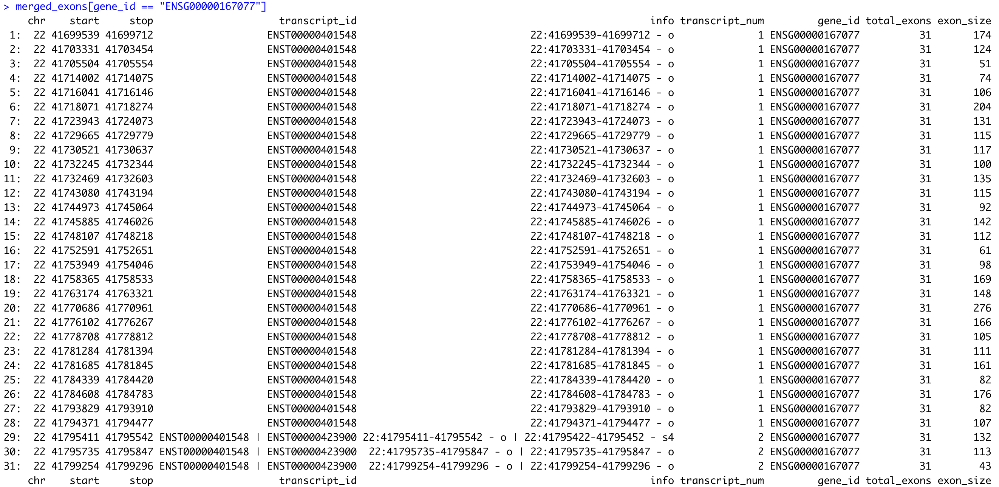 > merged_exons[gene_id == "ENSG00000167077"]
chr start stop transcript_id info transcript_num gene_id total_exons exon_size
1: 22 41699539 41699712 ENST00000401548 22:41699539-41699712 - o 1 ENSG00000167077 31 174
2: 22 41703331 41703454 ENST00000401548 22:41703331-41703454 - o 1 ENSG00000167077 31 124
3: 22 41705504 41705554 ENST00000401548 22:41705504-41705554 - o 1 ENSG00000167077 31 51
4: 22 41714002 41714075 ENST00000401548 22:41714002-41714075 - o 1 ENSG00000167077 31 74
5: 22 41716041 41716146 ENST00000401548 22:41716041-41716146 - o 1 ENSG00000167077 31 106
6: 22 41718071 41718274 ENST00000401548 22:41718071-41718274 - o 1 ENSG00000167077 31 204
7: 22 41723943 41724073 ENST00000401548 22:41723943-41724073 - o 1 ENSG00000167077 31 131
8: 22 41729665 41729779 ENST00000401548 22:41729665-41729779 - o 1 ENSG00000167077 31 115
9: 22 41730521 41730637 ENST00000401548 22:41730521-41730637 - o 1 ENSG00000167077 31 117
10: 22 41732245 41732344 ENST00000401548 22:41732245-41732344 - o 1 ENSG00000167077 31 100
11: 22 41732469 41732603 ENST00000401548 22:41732469-41732603 - o 1 ENSG00000167077 31 135
12: 22 41743080 41743194 ENST00000401548 22:41743080-41743194 - o 1 ENSG00000167077 31 115
13: 22 41744973 41745064 ENST00000401548 22:41744973-41745064 - o 1 ENSG00000167077 31 92
14: 22 41745885 41746026 ENST00000401548 22:41745885-41746026 - o 1 ENSG00000167077 31 142
15: 22 41748107 41748218 ENST00000401548 22:41748107-41748218 - o 1 ENSG00000167077 31 112
16: 22 41752591 41752651 ENST00000401548 22:41752591-41752651 - o 1 ENSG00000167077 31 61
17: 22 41753949 41754046 ENST00000401548 22:41753949-41754046 - o 1 ENSG00000167077 31 98
18: 22 41758365 41758533 ENST00000401548 22:41758365-41758533 - o 1 ENSG00000167077 31 169
19: 22 41763174 41763321 ENST00000401548 22:41763174-41763321 - o 1 ENSG00000167077 31 148
20: 22 41770686 41770961 ENST00000401548 22:41770686-41770961 - o 1 ENSG00000167077 31 276
21: 22 41776102 41776267 ENST00000401548 22:41776102-41776267 - o 1 ENSG00000167077 31 166
22: 22 41778708 41778812 ENST00000401548 22:41778708-41778812 - o 1 ENSG00000167077 31 105
23: 22 41781284 41781394 ENST00000401548 22:41781284-41781394 - o 1 ENSG00000167077 31 111
24: 22 41781685 41781845 ENST00000401548 22:41781685-41781845 - o 1 ENSG00000167077 31 161
25: 22 41784339 41784420 ENST00000401548 22:41784339-41784420 - o 1 ENSG00000167077 31 82
26: 22 41784608 41784783 ENST00000401548 22:41784608-41784783 - o 1 ENSG00000167077 31 176
27: 22 41793829 41793910 ENST00000401548 22:41793829-41793910 - o 1 ENSG00000167077 31 82
28: 22 41794371 41794477 ENST00000401548 22:41794371-41794477 - o 1 ENSG00000167077 31 107
29: 22 41795411 41795542 ENST00000401548 | ENST00000423900 22:41795411-41795542 - o | 22:41795422-41795452 - s4 2 ENSG00000167077 31 132
30: 22 41795735 41795847 ENST00000401548 | ENST00000423900 22:41795735-41795847 - o | 22:41795735-41795847 - o 2 ENSG00000167077 31 113
31: 22 41799254 41799296 ENST00000401548 | ENST00000423900 22:41799254-41799296 - o | 22:41799254-41799296 - o 2 ENSG00000167077 31 43
chr start stop transcript_id info transcript_num gene_id total_exons exon_size